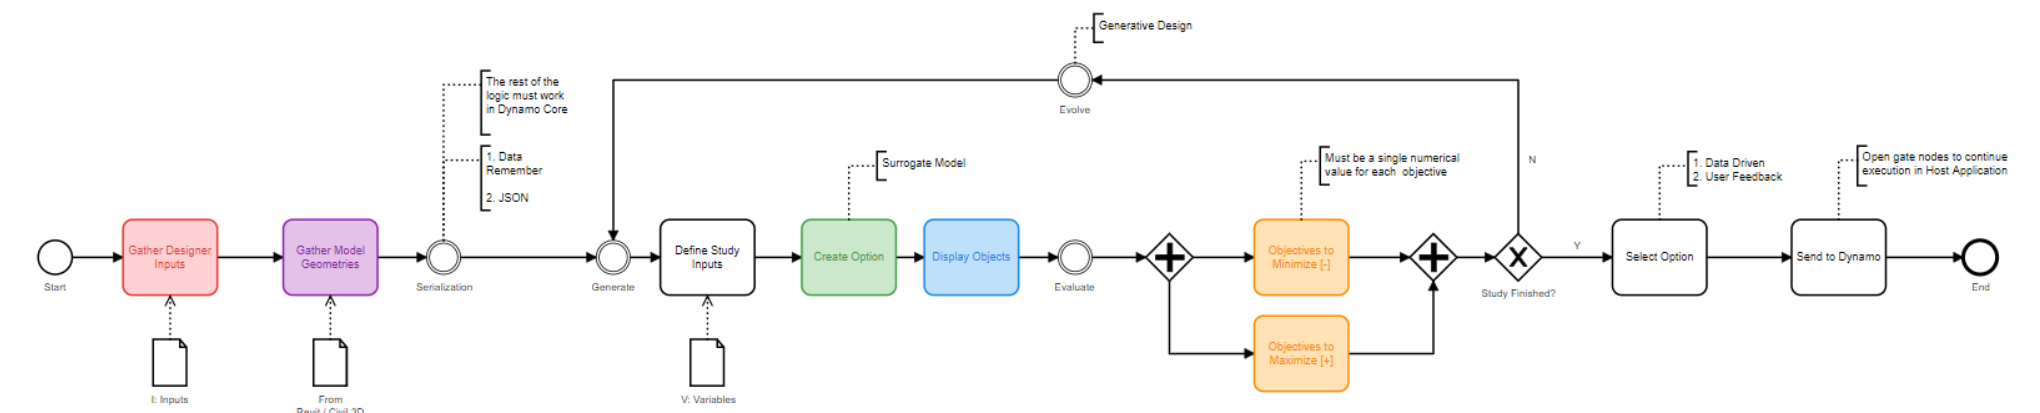 Generative Design
Evolve
The rest of the
logic must work
in Dynamo Core
1. Data
Remember
2. JSON
Surrogate Model
Must be a single numerical
value for each objective
N
1. Data Driven
2. User Feedback
Open gate nodes to continue
execution in Host Application
Start
Gather Designer
Inputs
Gather Model
Geometries
Serialization
Generate
Define Study
Inputs
Create Option
Display Objects
Evaluate
Objectives to
Minimize [-]
X
Study Finished?
Y
Select Option
Send to Dynamo
End
Objectives to
Maximize [+]
I: Inputs
From
Revit / Civil 3D
V: Variables